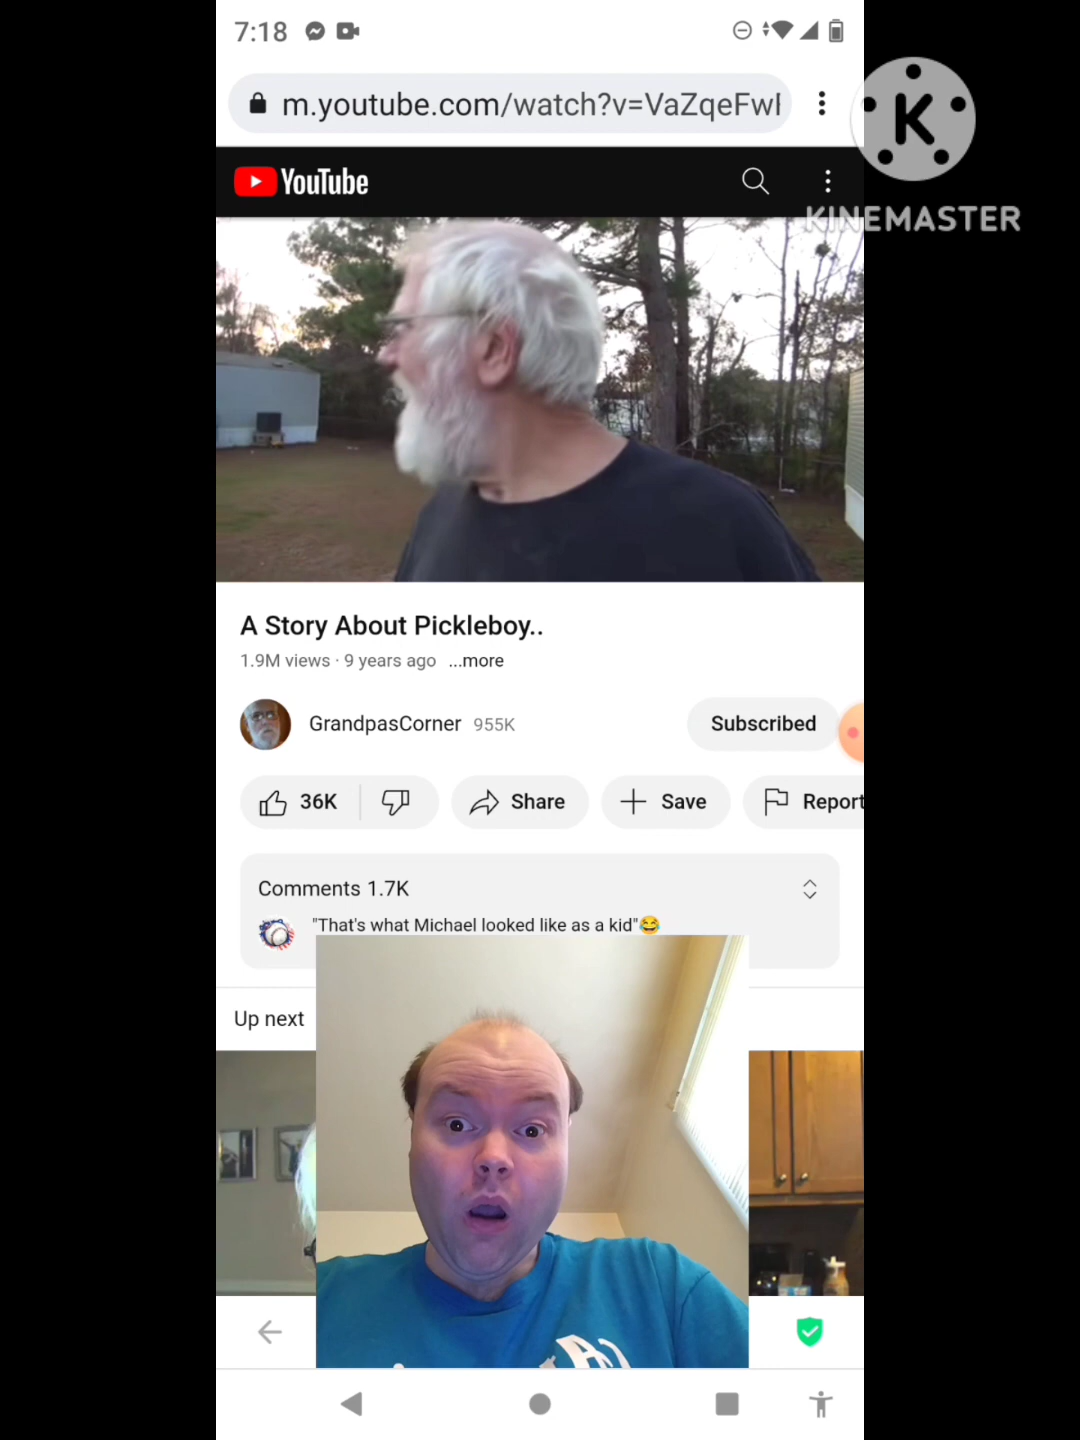 7:18
m.youtube.com/watch?v=VaZqeFw
YouTube
K
KINEMASTER
A Story About Pickleboy..
1.9M views · 9 years ago ...more
GrandpasCorner 955K
Subscribed
36K
Share
Save
Report
Comments 1.7K
"That's what Michael looked like as a kid"😂
Up next